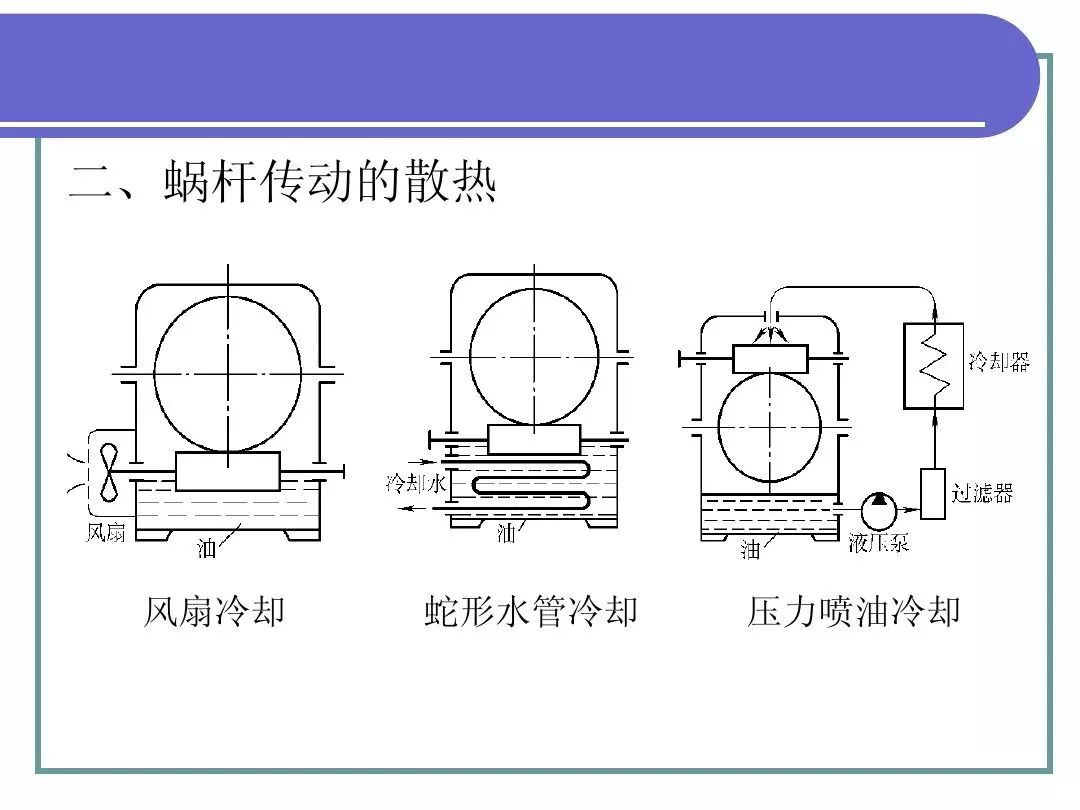 二、蜗杆传动的散热
冷却器
冷却水
过滤器
风扇
油
油
油
液压泵
风扇冷却
蛇形水管冷却
压力喷油冷却